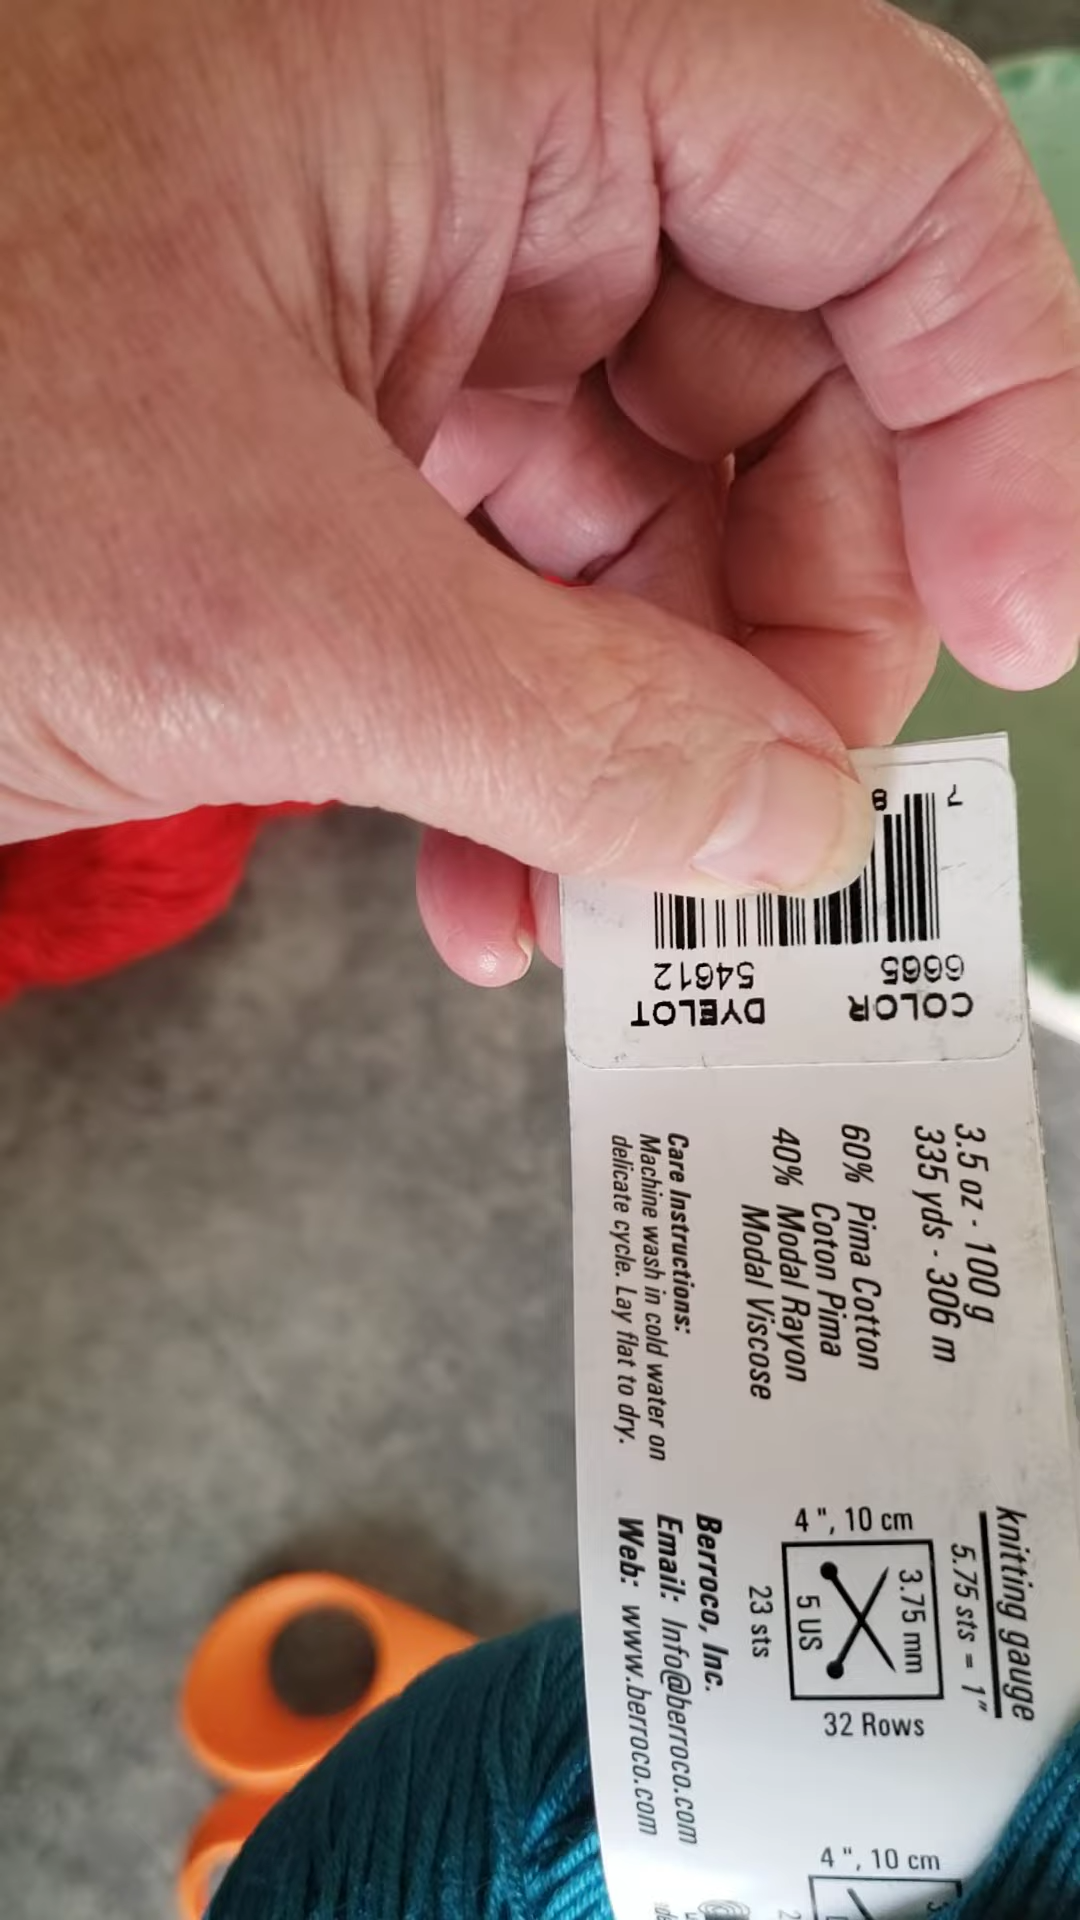 7 8
COLOR DYELOT
6665 54612
3.5 oz - 100 g
335 yds - 306 m
60% Pima Cotton
Coton Pima
40% Modal Rayon
Modal Viscose
Care Instructions:
Machine wash in cold water on
delicate cycle. Lay flat to dry.
knitting gauge
5.75 sts = 1"
4 ", 10 cm
3.75 mm
5 US
23 sts
32 Rows
Berroco, Inc.
Email: Info@berroco.com
Web: www.berroco.com
4 ", 10 cm